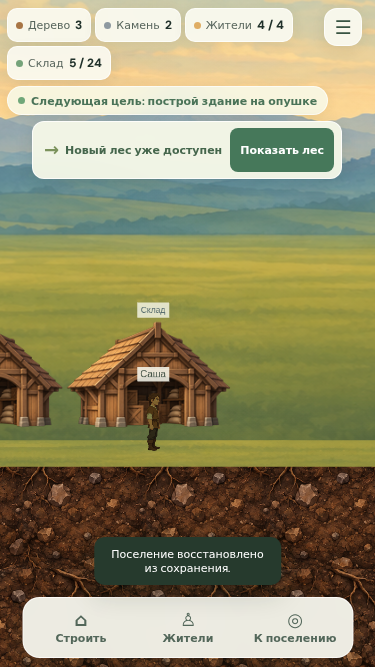 Дерево 3
Камень 2
Жители 4 / 4
Склад 5 / 24
Следующая цель: построй здание на опушке
→ Новый лес уже доступен
Показать лес
Склад
Саша
Поселение восстановлено
из сохранения.
Строить
Жители
К поселению